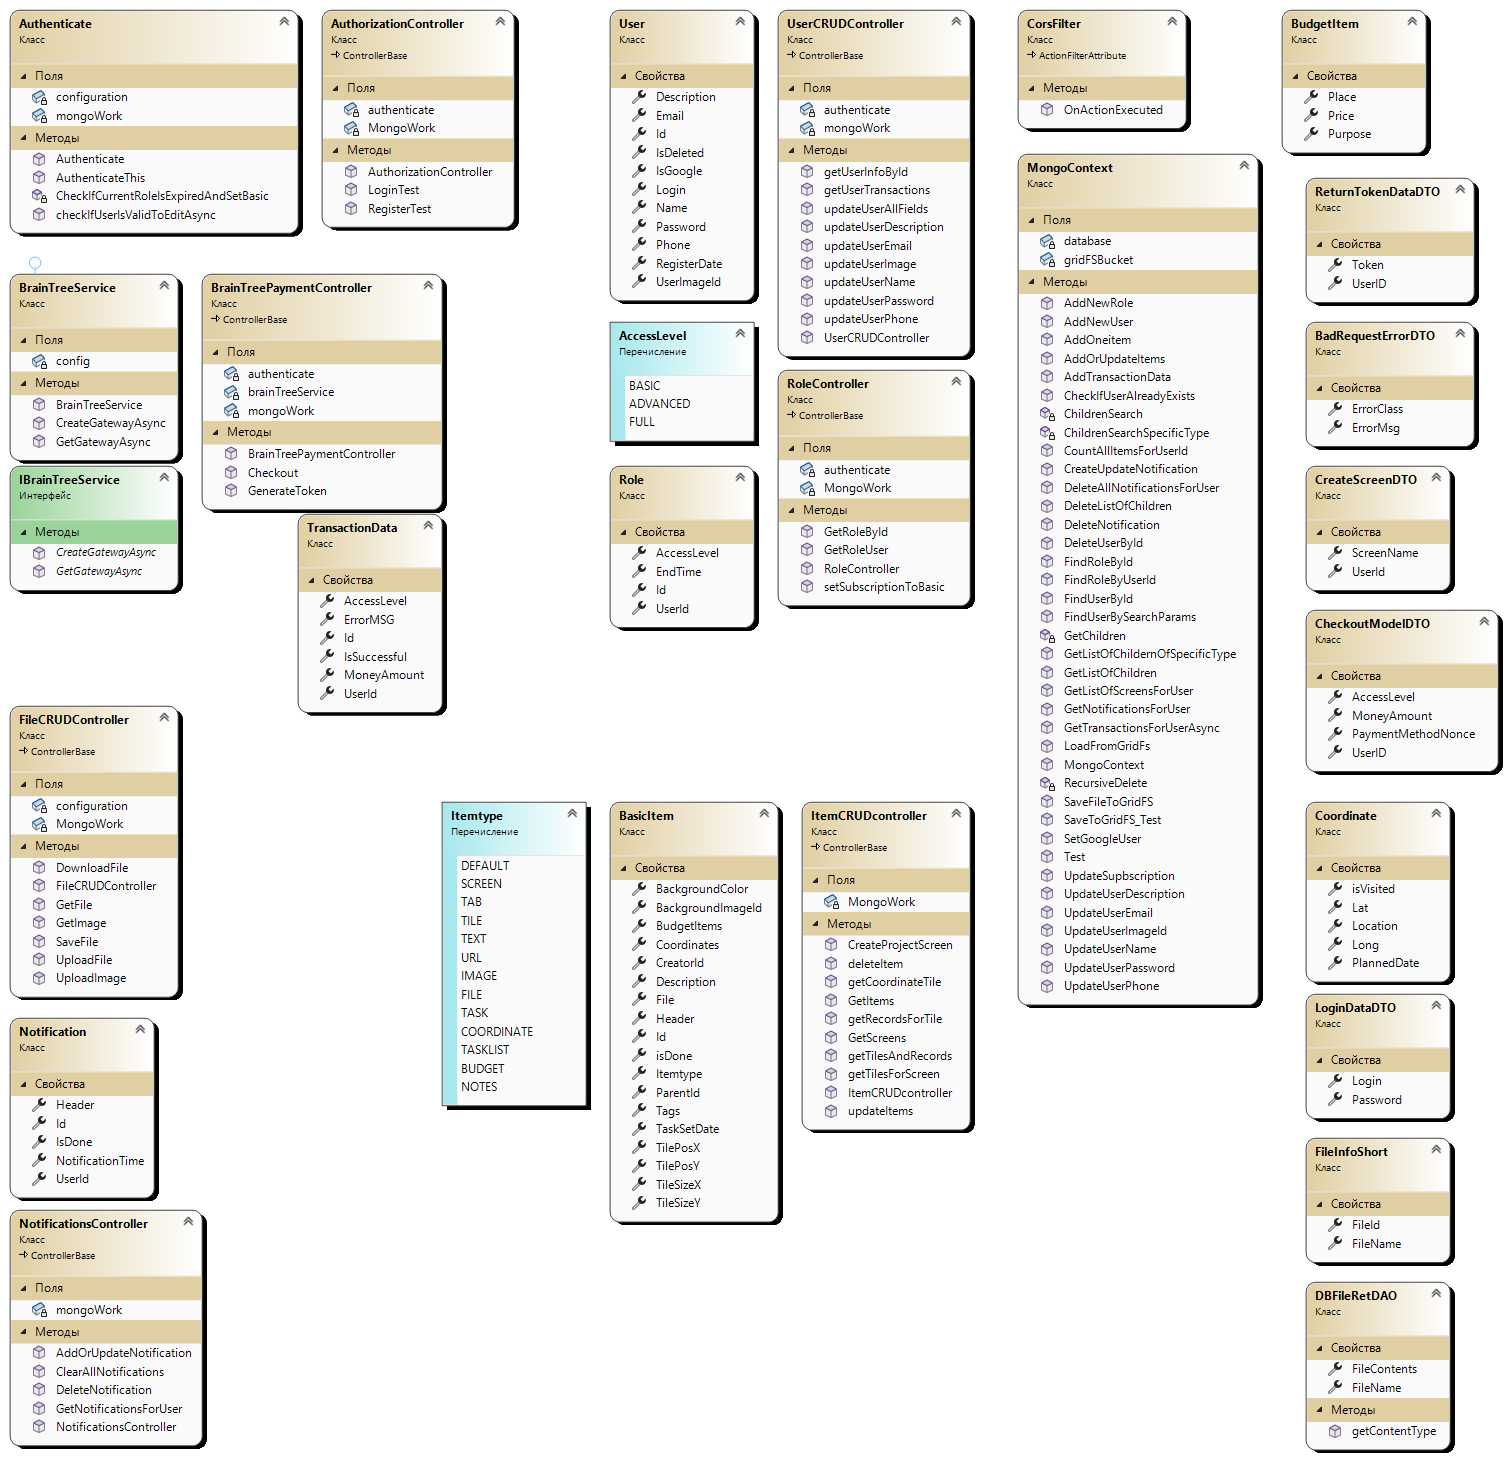 Authenticate
Класс
Поля
configuration
mongoWork
Методы
Authenticate
AuthenticateThis
CheckIfCurrentRoleIsExpiredAndSetBasic
checkIfUserIsValidToEditAsync
AuthorizationController
Класс
ControllerBase
Поля
authenticate
MongoWork
Методы
AuthorizationController
LoginTest
RegisterTest
User
Класс
Свойства
Description
Email
Id
IsDeleted
IsGoogle
Login
Name
Password
Phone
RegisterDate
UserImageId
UserCRUDController
Класс
ControllerBase
Поля
authenticate
mongoWork
Методы
getUserInfoById
getUserTransactions
updateUserAllFields
updateUserDescription
updateUserEmail
updateUserImage
updateUserName
updateUserPassword
updateUserPhone
UserCRUDController
CorsFilter
Класс
ActionFilterAttribute
Методы
OnActionExecuted
BudgetItem
Класс
Свойства
Place
Price
Purpose
BrainTreeService
Класс
Поля
config
Методы
BrainTreeService
CreateGatewayAsync
GetGatewayAsync
BrainTreePaymentController
Класс
ControllerBase
Поля
authenticate
brainTreeService
mongoWork
Методы
BrainTreePaymentController
Checkout
GenerateToken
IBrainTreeService
Интерфейс
Методы
CreateGatewayAsync
GetGatewayAsync
TransactionData
Класс
Свойства
AccessLevel
ErrorMSG
Id
IsSuccessful
MoneyAmount
UserId
AccessLevel
Перечисление
BASIC
ADVANCED
FULL
Role
Класс
Свойства
AccessLevel
EndTime
Id
UserId
RoleController
Класс
ControllerBase
Поля
authenticate
MongoWork
Методы
GetRoleById
GetRoleUser
RoleController
setSubscriptionToBasic
MongoContext
Класс
Поля
database
gridFSBucket
Методы
AddNewRole
AddNewUser
AddOneitem
AddOrUpdateItems
AddTransactionData
CheckIfUserAlreadyExists
ChildrenSearch
ChildrenSearchSpecificType
CountAllItemsForUserId
CreateUpdateNotification
DeleteAllNotificationsForUser
DeleteListOfChildren
DeleteNotification
DeleteUserById
FindRoleById
FindRoleByUserId
FindUserById
FindUserBySearchParams
GetChildren
GetListOfChildernOfSpecificType
GetListOfChildren
GetListOfScreensForUser
GetNotificationsForUser
GetTransactionsForUserAsync
LoadFromGridFs
MongoContext
RecursiveDelete
SaveFileToGridFS
SaveToGridFS_Test
SetGoogleUser
Test
UpdateSupbscription
UpdateUserDescription
UpdateUserEmail
UpdateUserImageId
UpdateUserName
UpdateUserPassword
UpdateUserPhone
ReturnTokenDataDTO
Класс
Свойства
Token
UserID
BadRequestErrorDTO
Класс
Свойства
ErrorClass
ErrorMsg
CreateScreenDTO
Класс
Свойства
ScreenName
UserId
CheckoutModelDTO
Класс
Свойства
AccessLevel
MoneyAmount
PaymentMethodNonce
UserID
FileCRUDController
Класс
ControllerBase
Поля
configuration
MongoWork
Методы
DownloadFile
FileCRUDController
GetFile
GetImage
SaveFile
UploadFile
UploadImage
Itemtype
Перечисление
DEFAULT
SCREEN
TAB
TILE
TEXT
URL
IMAGE
FILE
TASK
COORDINATE
TASKLIST
BUDGET
NOTES
BasicItem
Класс
Свойства
BackgroundColor
BackgroundImageId
BudgetItems
Coordinates
CreatorId
Description
File
Header
Id
isDone
Itemtype
ParentId
Tags
TaskSetDate
TilePosX
TilePosY
TileSizeX
TileSizeY
ItemCRUDcontroller
Класс
ControllerBase
Поля
MongoWork
Методы
CreateProjectScreen
deleteItem
getCoordinateTile
GetItems
getRecordsForTile
GetScreens
getTilesAndRecords
getTilesForScreen
ItemCRUDcontroller
updateItems
Coordinate
Класс
Свойства
isVisited
Lat
Location
Long
PlannedDate
LoginDataDTO
Класс
Свойства
Login
Password
Notification
Класс
Свойства
Header
Id
IsDone
NotificationTime
UserId
FileInfoShort
Класс
Свойства
FileId
FileName
NotificationsController
Класс
ControllerBase
Поля
mongoWork
Методы
AddOrUpdateNotification
ClearAllNotifications
DeleteNotification
GetNotificationsForUser
NotificationsController
DBFileRetDAO
Класс
Свойства
FileContents
FileName
Методы
getContentType